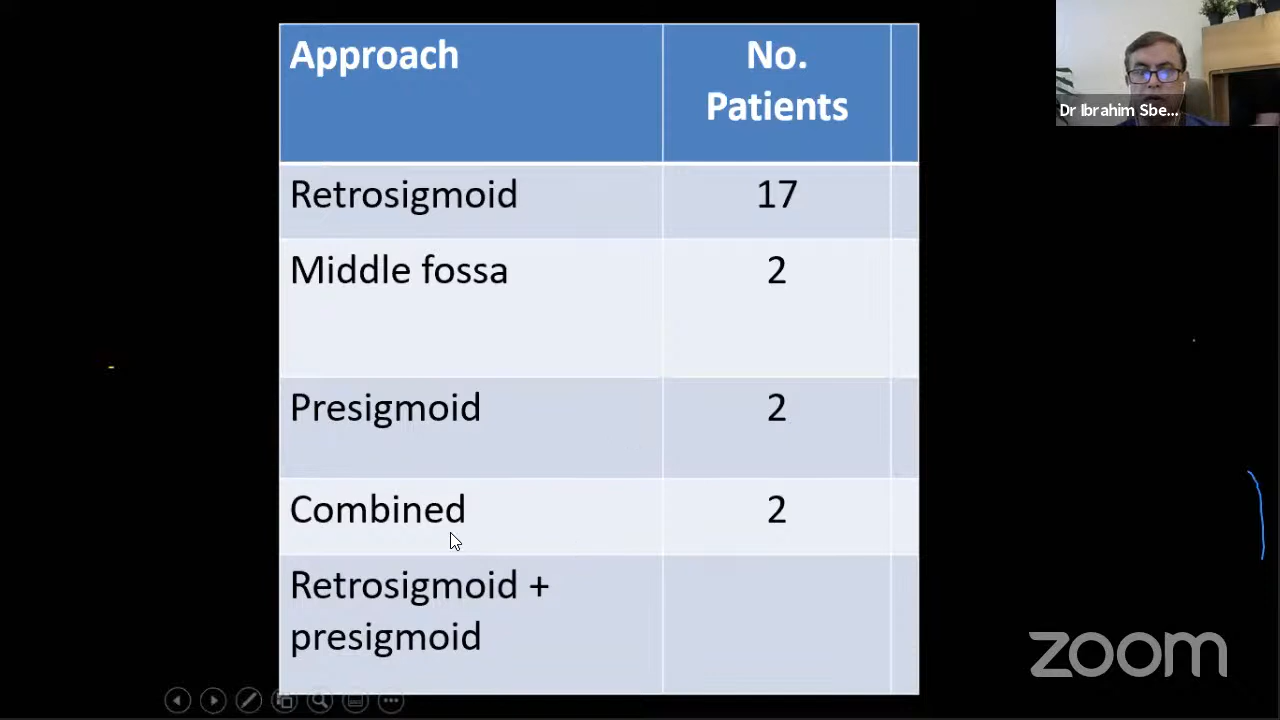 Approach
No.
Patients
Retrosigmoid
17
Middle fossa
2
Presigmoid
2
Combined
2
Retrosigmoid +
presigmoid
Dr Ibrahim Sbe...
zoom